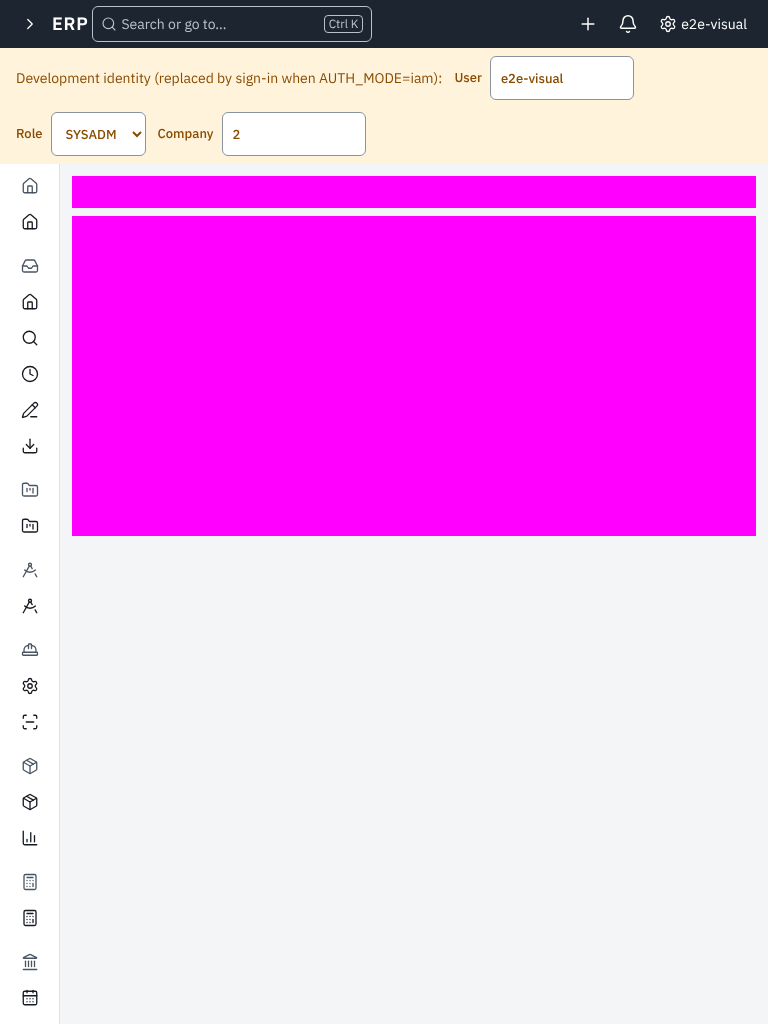 ERP Search or go to... Ctrl K e2e-visual
Development identity (replaced by sign-in when AUTH_MODE=iam): User e2e-visual
Role SYSADM Company 2